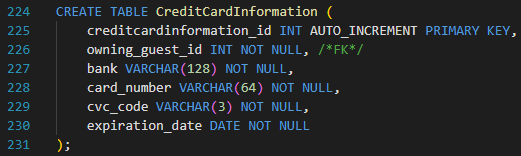 224 CREATE TABLE CreditCardInformation (
225     creditcardinformation_id INT AUTO_INCREMENT PRIMARY KEY,
226     owning_guest_id INT NOT NULL, /*FK*/
227     bank VARCHAR(128) NOT NULL,
228     card_number VARCHAR(64) NOT NULL,
229     cvc_code VARCHAR(3) NOT NULL,
230     expiration_date DATE NOT NULL
231 );